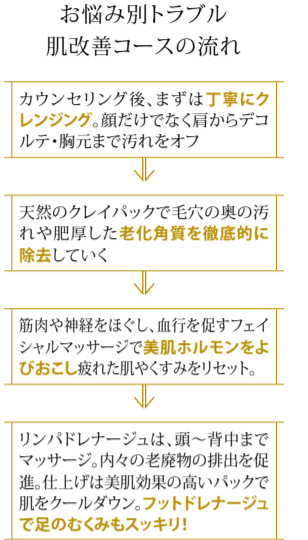 お悩み別トラブル
肌改善コースの流れ
カウンセリング後、まずは丁寧にク
レンジング。顔だけでなく肩からデコ
ルテ・胸元まで汚れをオフ
天然のクレイパックで毛穴の奥の汚
れや肥厚した老化角質を徹底的に
除去していく
筋肉や神経をほぐし、血行を促すフェイ
シャルマッサージで美肌ホルモンをよ
びおこし疲れた肌やくすみをリセット。
リンパドレナージュは、頭～背中まで
マッサージ。内々の老廃物の排出を促
進。仕上げは美肌効果の高いパックで
肌をクールダウン。フットドレナージュ
で足のむくみもスッキリ!